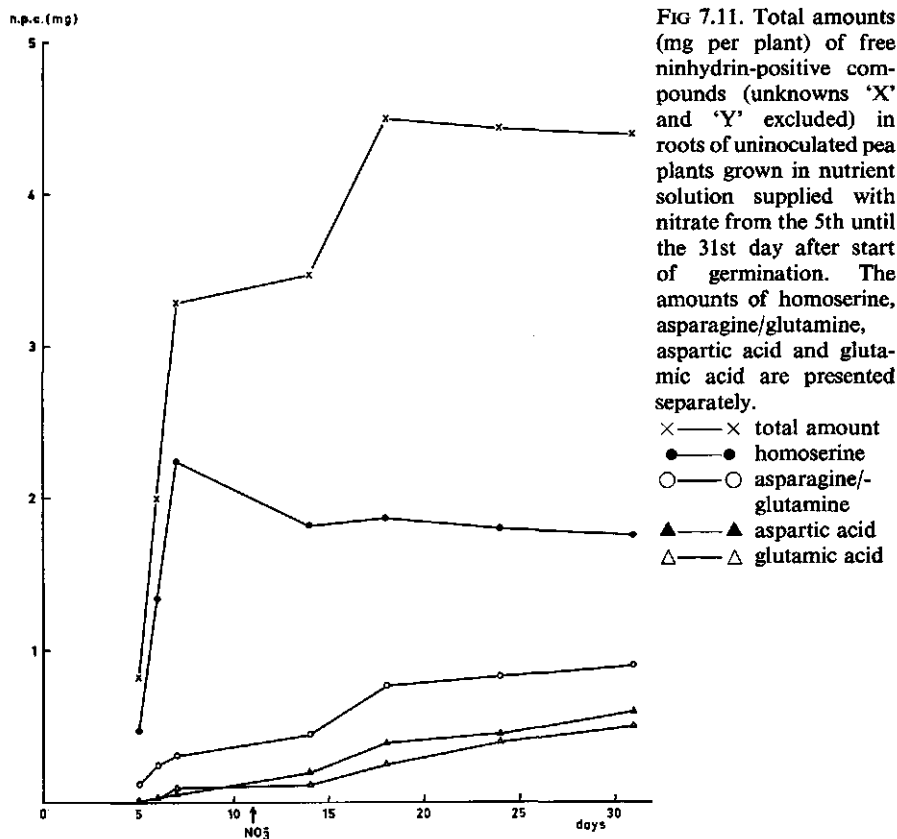 n.p.c.(mg)
5
4
3
2
1
0
5
10
15
20
25
30
days
NO₃⁻
FIG 7.11. Total amounts
(mg per plant) of free
ninhydrin-positive com-
pounds (unknowns ‘X’
and ‘Y’ excluded) in
roots of uninoculated pea
plants grown in nutrient
solution supplied with
nitrate from the 5th until
the 31st day after start
of germination. The
amounts of homoserine,
asparagine/glutamine,
aspartic acid and gluta-
mic acid are presented
separately.
×——× total amount
●——● homoserine
○——○ asparagine/-
glutamine
▲——▲ aspartic acid
△——△ glutamic acid